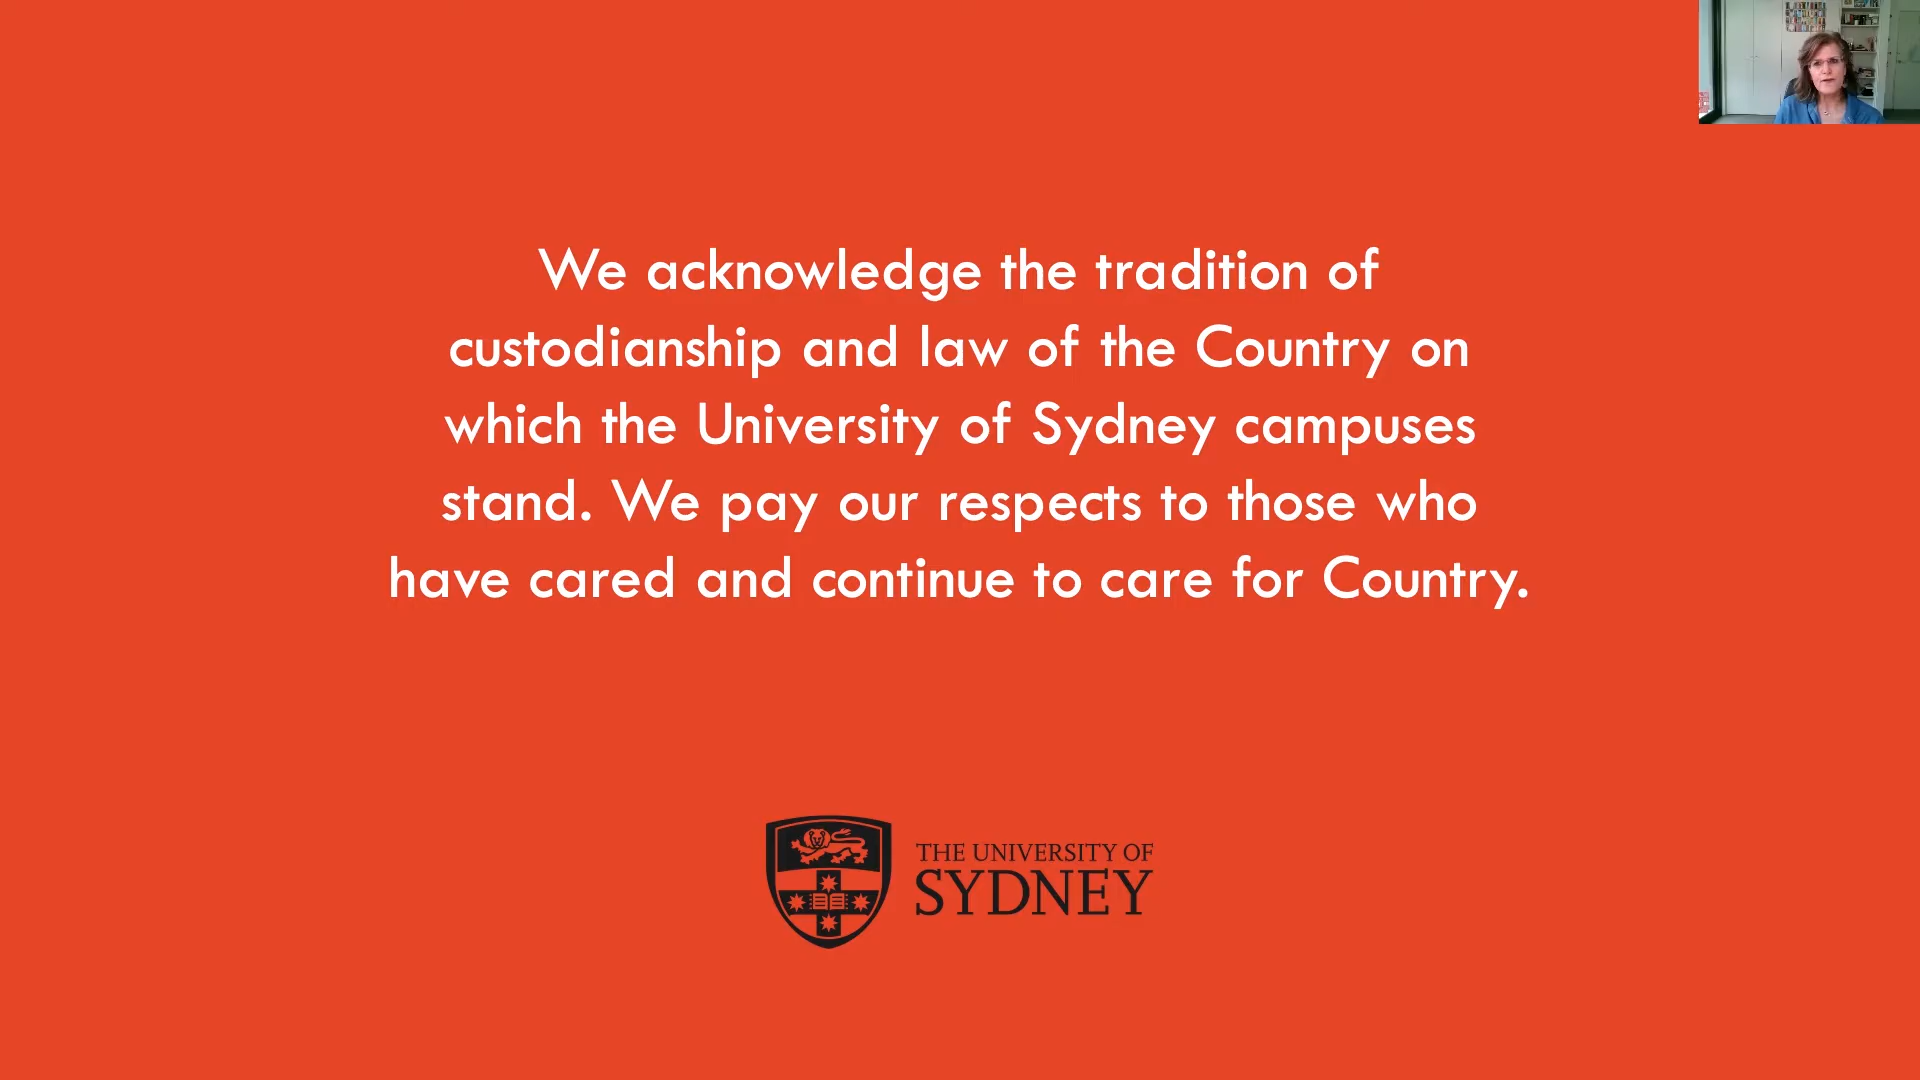 We acknowledge the tradition of
custodianship and law of the Country on
which the University of Sydney campuses
stand. We pay our respects to those who
have cared and continue to care for Country.
THE UNIVERSITY OF
SYDNEY